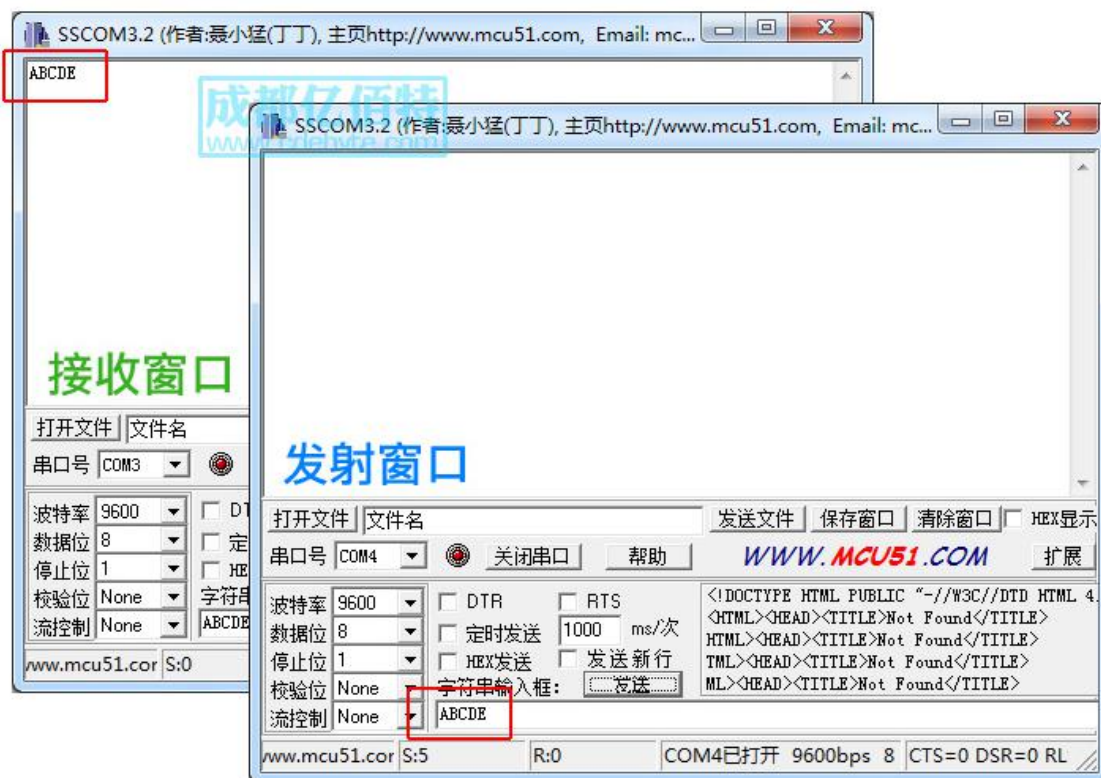 SSCOM3.2 (作者:聂小猛(丁丁), 主页http://www.mcu51.com, Email: mc...
ABCDE
成都亿佰特
接收窗口
打开文件 文件名
串口号 COM3
波特率 9600
数据位 8
停止位 1
校验位 None 字符串
流控制 None ABCDE
www.mcu51.cor S:0
SSCOM3.2 (作者:聂小猛(丁丁), 主页http://www.mcu51.com, Email: mc...
发射窗口
打开文件 文件名 发送文件 保存窗口 清除窗口 HEX显示
串口号 COM4 关闭串口 帮助 WWW.MCU51.COM 扩展
波特率 9600 DTR RTS
数据位 8 定时发送 1000 ms/次
停止位 1 HEX发送 发送新行
校验位 None 字符串输入框: 发送
流控制 None ABCDE
<!DOCTYPE HTML PUBLIC "-//W3C//DTD HTML 4.
<HTML><HEAD><TITLE>Not Found</TITLE>
HTML><HEAD><TITLE>Not Found</TITLE>
TML><HEAD><TITLE>Not Found</TITLE>
ML><HEAD><TITLE>Not Found</TITLE>
www.mcu51.cor S:5 R:0 COM4已打开 9600bps 8 CTS=0 DSR=0 RL